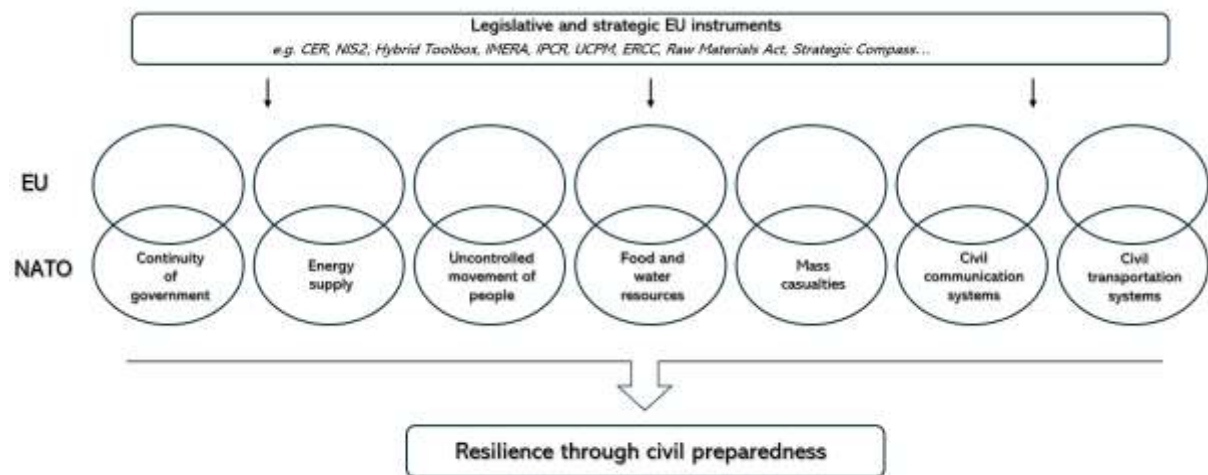 Legislative and strategic EU instruments
e.g. CER, NIS2, Hybrid Toolbox, IMERA, IPCR, UCPM, ERCC, Raw Materials Act, Strategic Compass…
EU
NATO
Continuity
of
government
Energy
supply
Uncontrolled
movement of
people
Food and
water
resources
Mass
casualties
Civil
communication
systems
Civil
transportation
systems
Resilience through civil preparedness